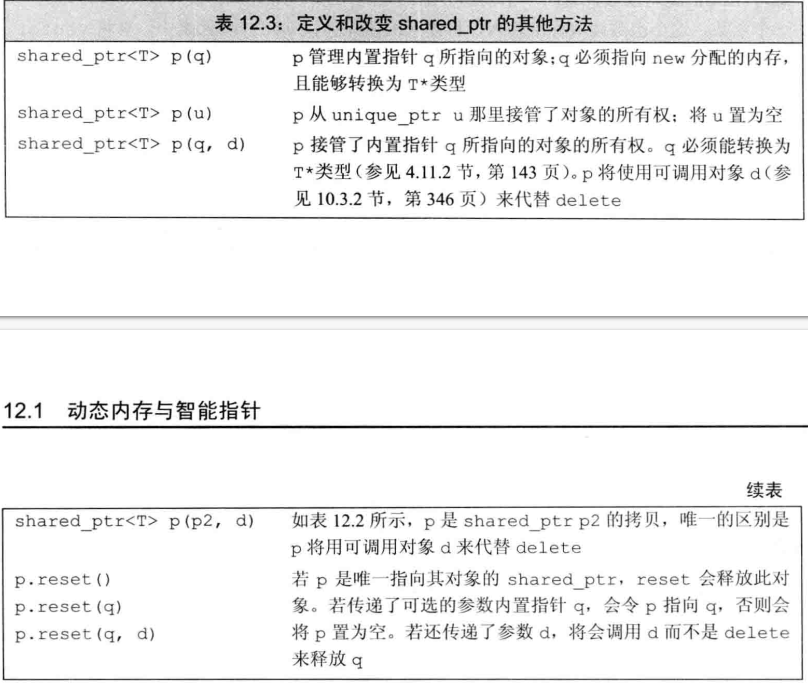 表 12.3：定义和改变 shared_ptr 的其他方法
shared_ptr<T> p(q)
p 管理内置指针 q 所指向的对象；q 必须指向 new 分配的内存，
且能够转换为 T*类型
shared_ptr<T> p(u)
p 从 unique_ptr u 那里接管了对象的所有权；将 u 置为空
shared_ptr<T> p(q, d)
p 接管了内置指针 q 所指向的对象的所有权。q 必须能转换为
T*类型（参见 4.11.2 节，第 143 页）。p 将使用可调用对象 d（参
见 10.3.2 节，第 346 页）来代替 delete
12.1 动态内存与智能指针
续表
shared_ptr<T> p(p2, d)
如表 12.2 所示，p 是 shared_ptr p2 的拷贝，唯一的区别是
p 将用可调用对象 d 来代替 delete
p.reset()
p.reset(q)
p.reset(q, d)
若 p 是唯一指向其对象的 shared_ptr，reset 会释放此对
象。若传递了可选的参数内置指针 q，会令 p 指向 q，否则会
将 p 置为空。若还传递了参数 d，将会调用 d 而不是 delete
来释放 q